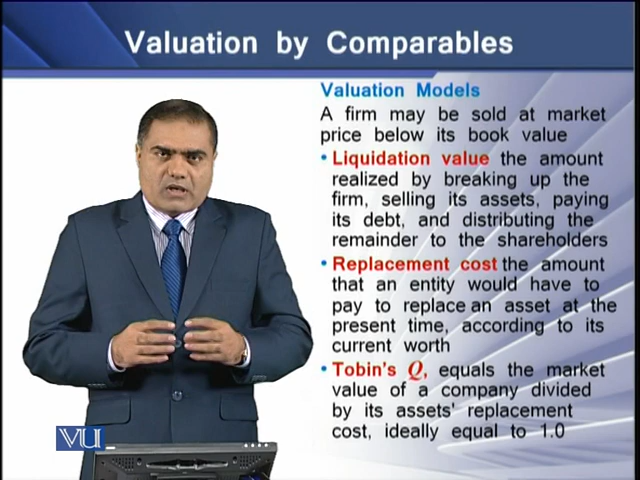 Valuation by Comparables
Valuation Models
A firm may be sold at market
price below its book value
• Liquidation value the amount
realized by breaking up the
firm, selling its assets, paying
its debt, and distributing the
remainder to the shareholders
• Replacement cost the amount
that an entity would have to
pay to replace an asset at the
present time, according to its
current worth
• Tobin's Q, equals the market
value of a company divided
by its assets' replacement
cost, ideally equal to 1.0
VU